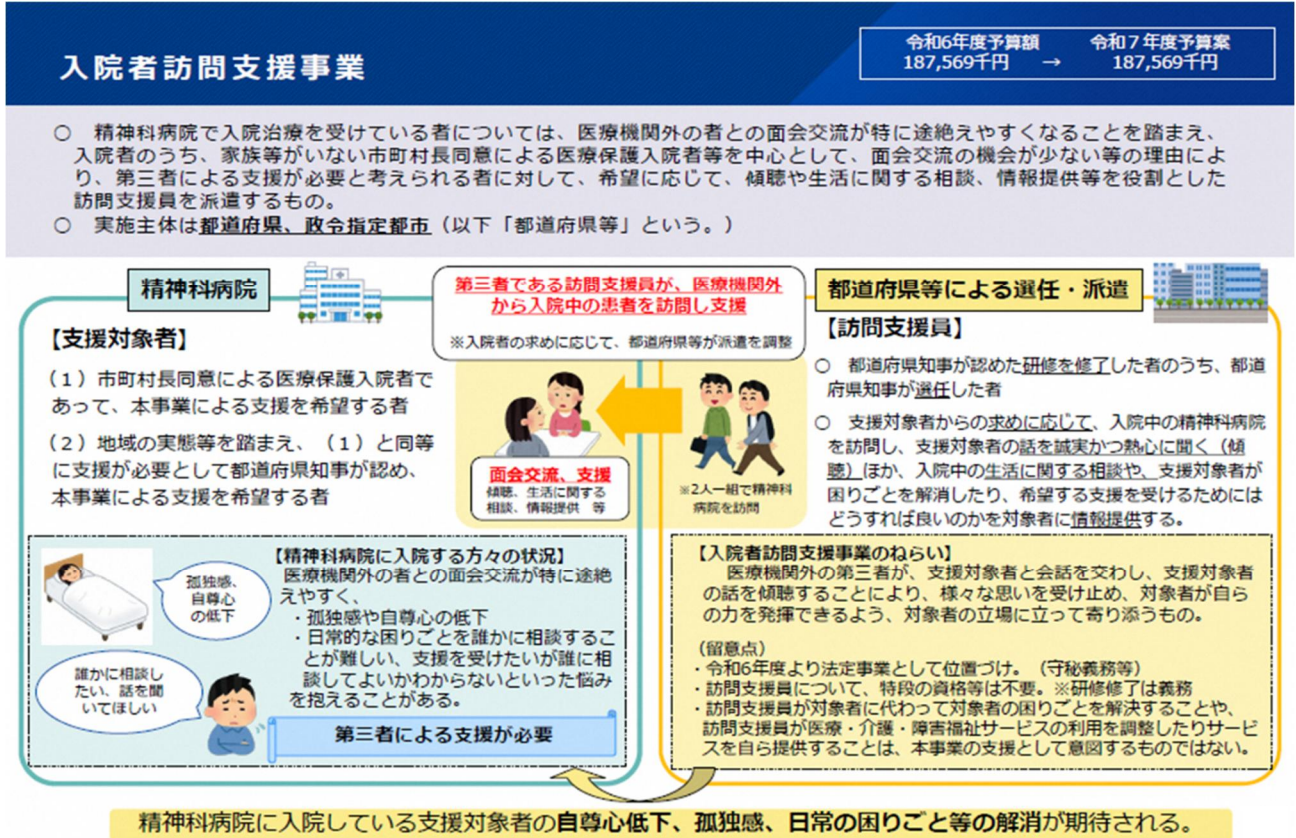 入院者訪問支援事業
令和6年度予算額　令和7年度予算案
187,569千円　→　187,569千円
○　精神科病院で入院治療を受けている者については、医療機関外の者との面会交流が特に途絶えやすくなることを踏まえ、
入院者のうち、家族等がいない市町村長同意による医療保護入院者等を中心として、面会交流の機会が少ない等の理由によ
り、第三者による支援が必要と考えられる者に対して、希望に応じて、傾聴や生活に関する相談、情報提供等を役割とした
訪問支援員を派遣するもの。
○　実施主体は都道府県、政令指定都市（以下「都道府県等」という。）
精神科病院
【支援対象者】
（1）市町村長同意による医療保護入院者で
あって、本事業による支援を希望する者
（2）地域の実態等を踏まえ、（1）と同等
に支援が必要として都道府県知事が認め、
本事業による支援を希望する者
第三者である訪問支援員が、医療機関外
から入院中の患者を訪問し支援
※入院者の求めに応じて、都道府県等が派遣を調整
面会交流、支援
傾聴、生活に関する
相談、情報提供　等
※2人一組で精神科
病院を訪問
都道府県等による選任・派遣
【訪問支援員】
○　都道府県知事が認めた研修を修了した者のうち、都道
府県知事が選任した者
○　支援対象者からの求めに応じて、入院中の精神科病院
を訪問し、支援対象者の話を誠実かつ熱心に聞く（傾
聴）ほか、入院中の生活に関する相談や、支援対象者が
困りごとを解消したり、希望する支援を受けるためには
どうすれば良いのかを対象者に情報提供する。
孤独感、
自尊心
の低下
誰かに相談し
たい、話を聞
いてほしい
【精神科病院に入院する方々の状況】
医療機関外の者との面会交流が特に途絶
えやすく、
・孤独感や自尊心の低下
・日常的な困りごとを誰かに相談するこ
とが難しい、支援を受けたいが誰に相
談してよいかわからないといった悩み
を抱えることがある。
第三者による支援が必要
【入院者訪問支援事業のねらい】
医療機関外の第三者が、支援対象者と会話を交わし、支援対象者
の話を傾聴することにより、様々な思いを受け止め、対象者が自ら
の力を発揮できるよう、対象者の立場に立って寄り添うもの。
（留意点）
・令和6年度より法定事業として位置づけ。（守秘義務等）
・訪問支援員について、特段の資格等は不要。※研修修了は義務
・訪問支援員が対象者に代わって対象者の困りごとを解決することや、
訪問支援員が医療・介護・障害福祉サービスの利用を調整したりサービ
スを自ら提供することは、本事業の支援として意図するものではない。
精神科病院に入院している支援対象者の自尊心低下、孤独感、日常の困りごと等の解消が期待される。